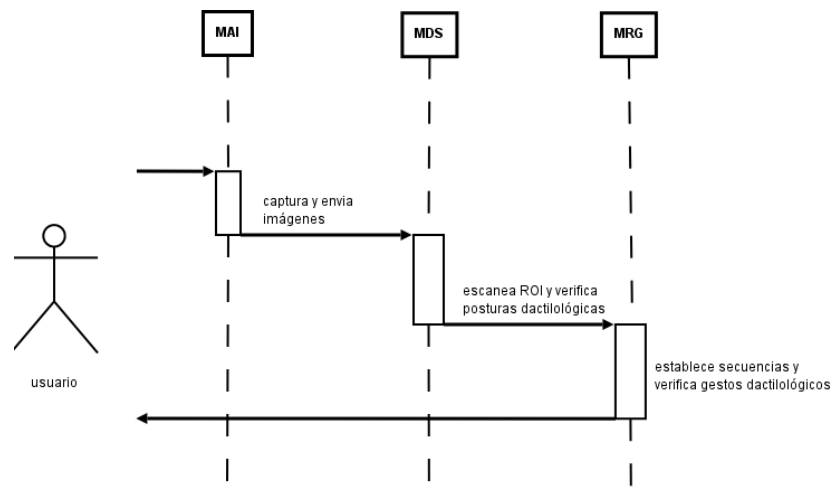 MAI
MDS
MRG
captura y envia
imágenes
escanea ROI y verifica
posturas dactilológicas
establece secuencias y
verifica gestos dactilológicos
usuario